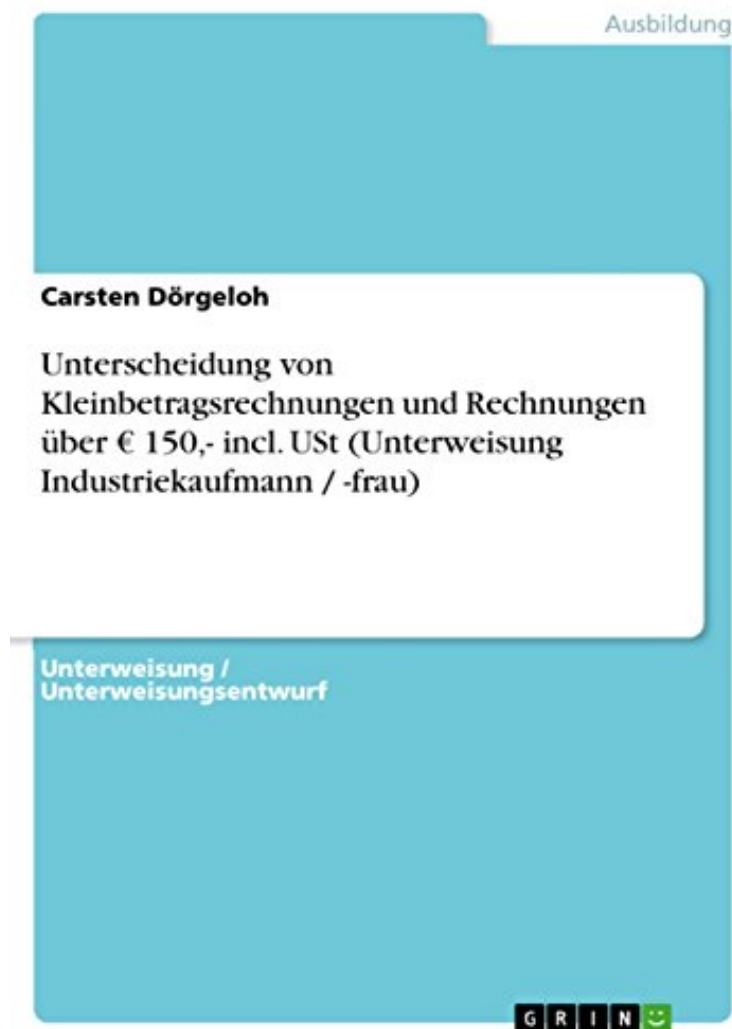 Ausbildung
Carsten Dörgeloh
Unterscheidung von
Kleinbetragsrechnungen und Rechnungen
über € 150,- incl. USt (Unterweisung
Industriekaufmann / -frau)
Unterweisung /
Unterweisungsentwurf
GRIN